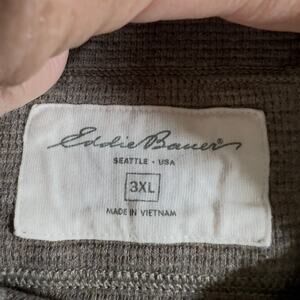 Eddie Bauer®
SEATTLE • USA
3XL
MADE IN VIETNAM